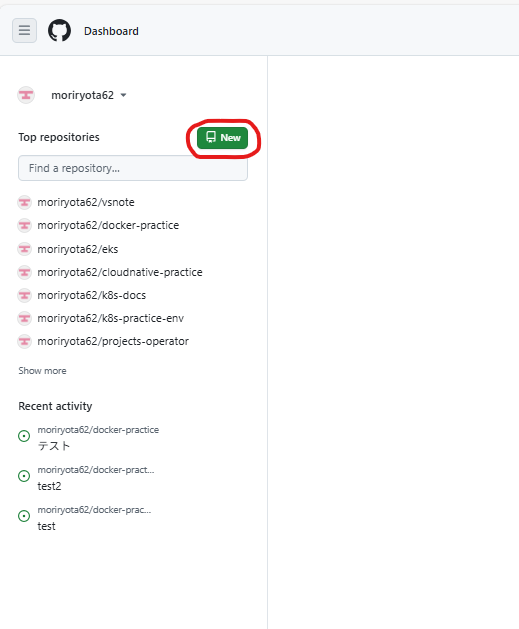 Dashboard
moriryota62
Top repositories
New
Find a repository...
moriryota62/vsnote
moriryota62/docker-practice
moriryota62/eks
moriryota62/cloudnative-practice
moriryota62/k8s-docs
moriryota62/k8s-practice-env
moriryota62/projects-operator
Show more
Recent activity
moriryota62/docker-practice
テスト
moriryota62/docker-pract...
test2
moriryota62/docker-prac...
test